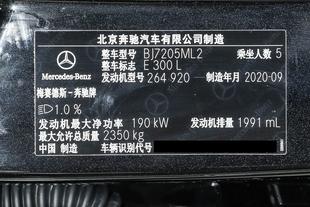 北京奔驰汽车有限公司制造
整车型号 BJ7205ML2 乘坐人数 5
整车标志 E 300 L
Mercedes-Benz 发动机型号 264 920 制造年月 2020-09
梅赛德斯-奔驰牌
1.0 % 发动机排量 1991 mL
发动机最大净功率 190 kW
最大允许总质量 2350 kg
中国 制造 车辆识别代号